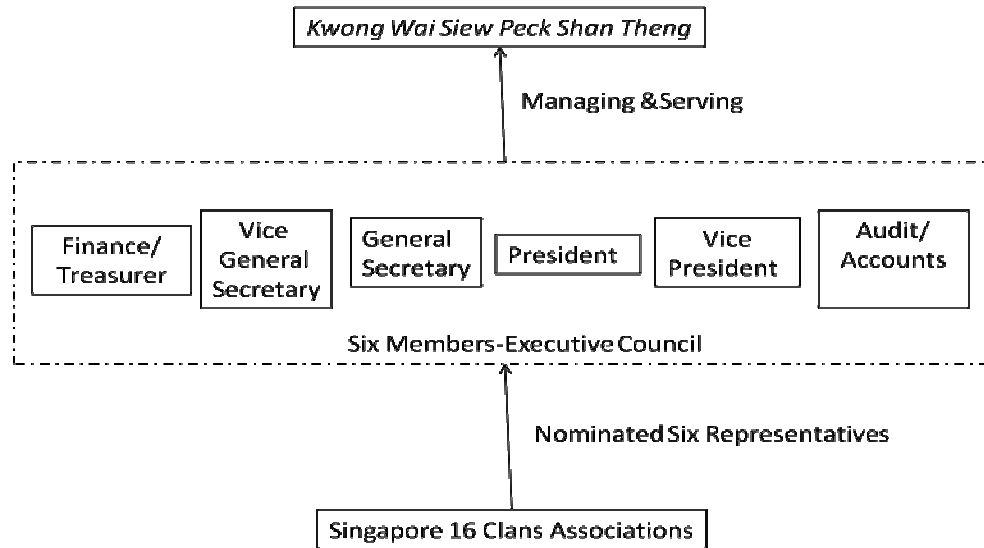 Kwong Wai Siew Peck Shan Theng
Managing &Serving
Finance/
Treasurer
Vice
General
Secretary
General
Secretary
President
Vice
President
Audit/
Accounts
Six Members-Executive Council
Nominated Six Representatives
Singapore 16 Clans Associations